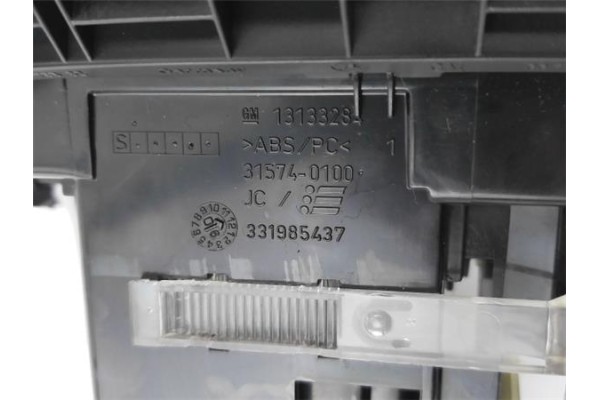 GM 13133284
S
>ABS/PC< 1
31574-0100
JC /
331985437